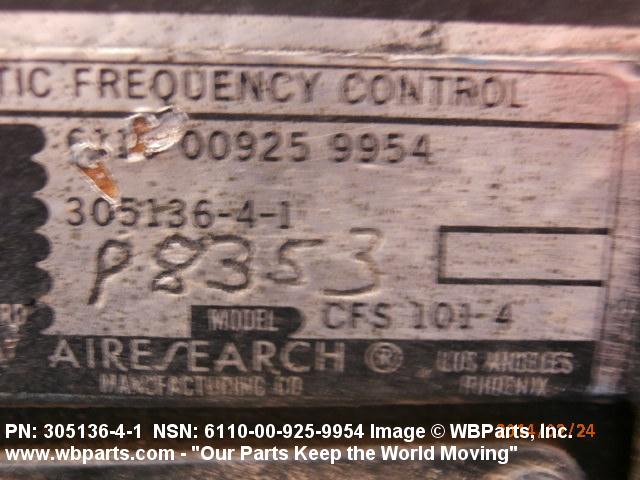 TIC FREQUENCY CONTROL
6110 00925 9954
305136-4-1
P8353
MODEL CFS 101-4
AIRESEARCH ® LOS ANGELES
MANUFACTURING CO PHOENIX
PN: 305136-4-1 NSN: 6110-00-925-9954 Image © WBParts, Inc.
www.wbparts.com - "Our Parts Keep the World Moving"